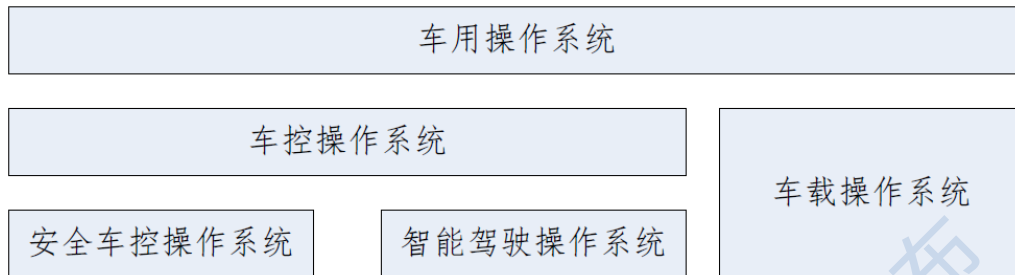 车用操作系统
车控操作系统
车载操作系统
安全车控操作系统
智能驾驶操作系统
布